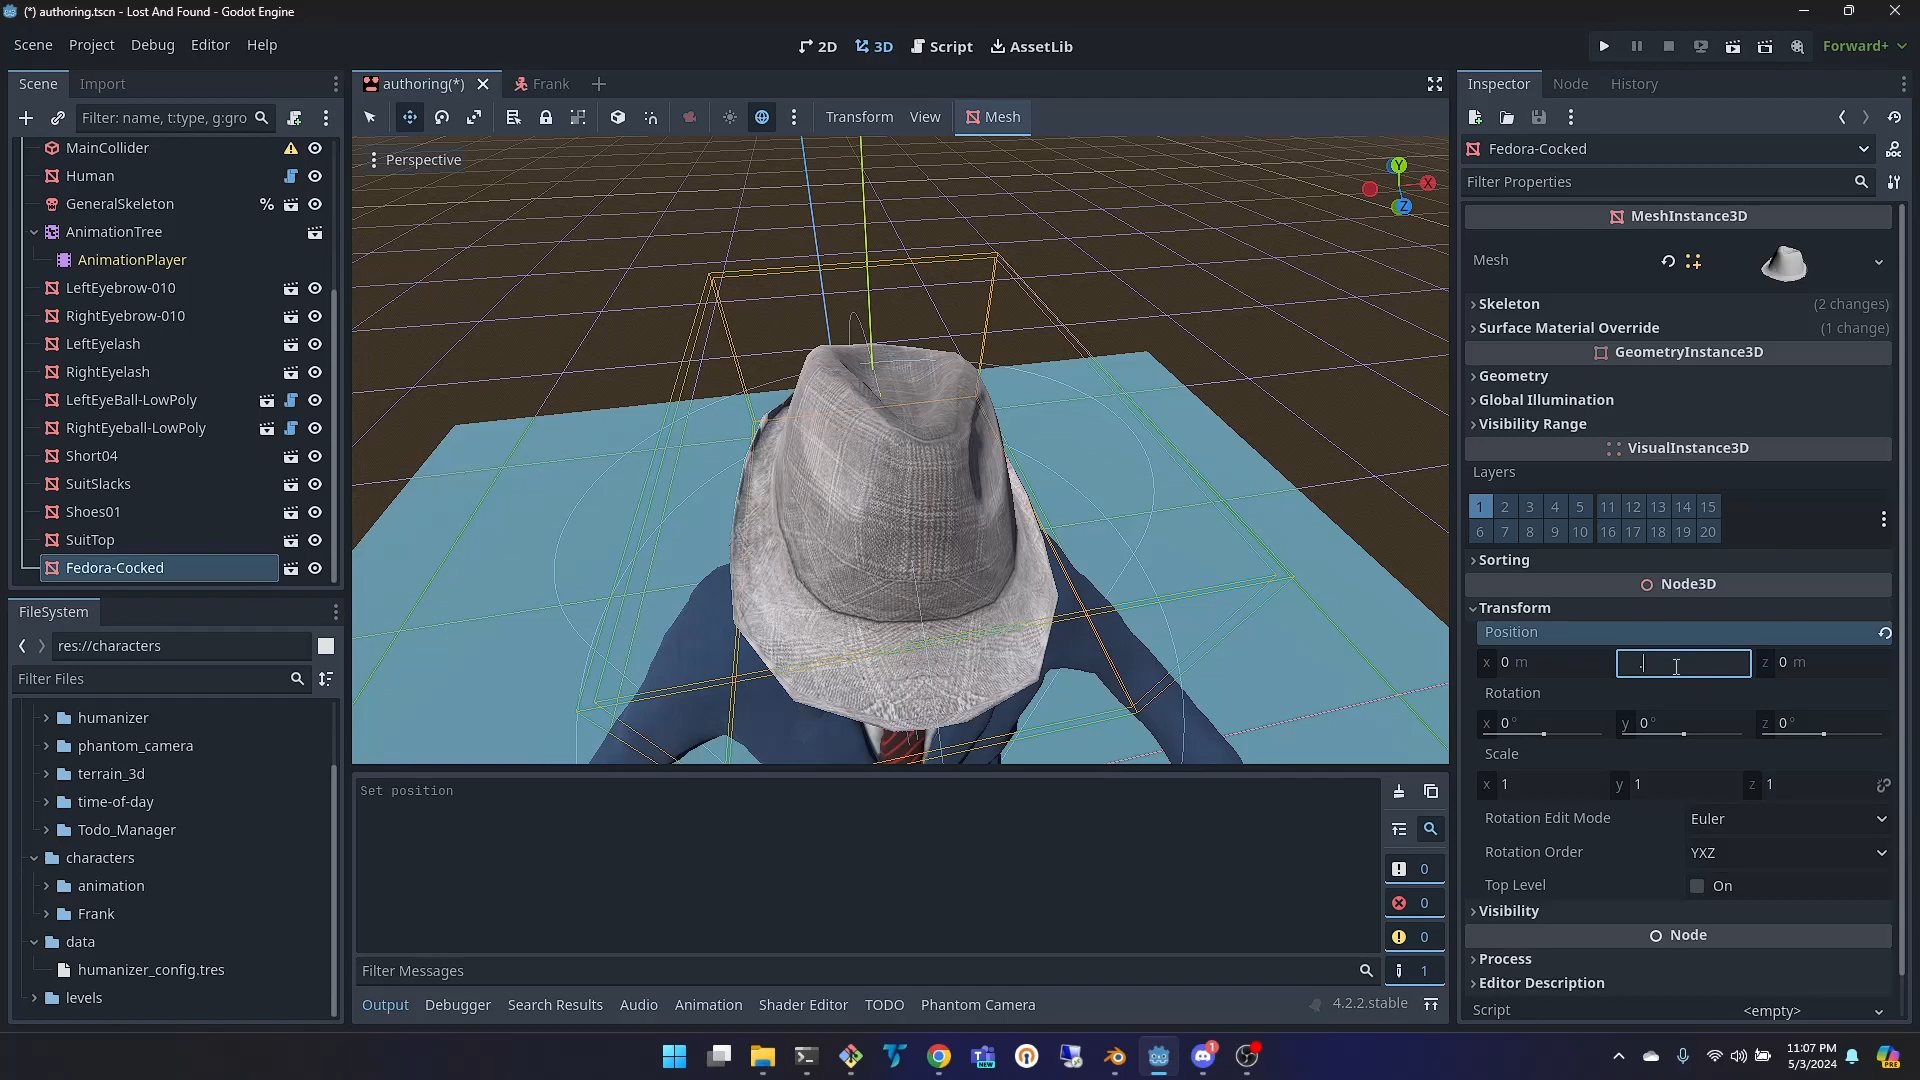 (*) authoring.tscn - Lost And Found - Godot Engine
Scene Project Debug Editor Help
2D 3D Script AssetLib
Forward+
Scene Import
Filter: name, t:type, g:gro
MainCollider
Human
GeneralSkeleton %
AnimationTree
AnimationPlayer
LeftEyebrow-010
RightEyebrow-010
LeftEyelash
RightEyelash
LeftEyeBall-LowPoly
RightEyeball-LowPoly
Short04
SuitSlacks
Shoes01
SuitTop
Fedora-Cocked
FileSystem
res://characters
Filter Files
humanizer
phantom_camera
terrain_3d
time-of-day
Todo_Manager
characters
animation
Frank
data
humanizer_config.tres
levels
authoring(*) Frank
Transform View Mesh
Perspective
Y
X
Z
Set position
0
0
0
1
Filter Messages
Output Debugger Search Results Audio Animation Shader Editor TODO Phantom Camera 4.2.2.stable
Inspector Node History
Fedora-Cocked
DOC
Filter Properties
MeshInstance3D
Mesh
Skeleton (2 changes)
Surface Material Override (1 change)
GeometryInstance3D
Geometry
Global Illumination
Visibility Range
VisualInstance3D
Layers
1 2 3 4 5 11 12 13 14 15
6 7 8 9 10 16 17 18 19 20
Sorting
Node3D
Transform
Position
x 0 m . z 0 m
Rotation
x 0° y 0° z 0°
Scale
x 1 y 1 z 1
Rotation Edit Mode Euler
Rotation Order YXZ
Top Level On
Visibility
Node
Process
Editor Description
Script <empty>
NEW
1
11:07 PM
5/3/2024
PRE